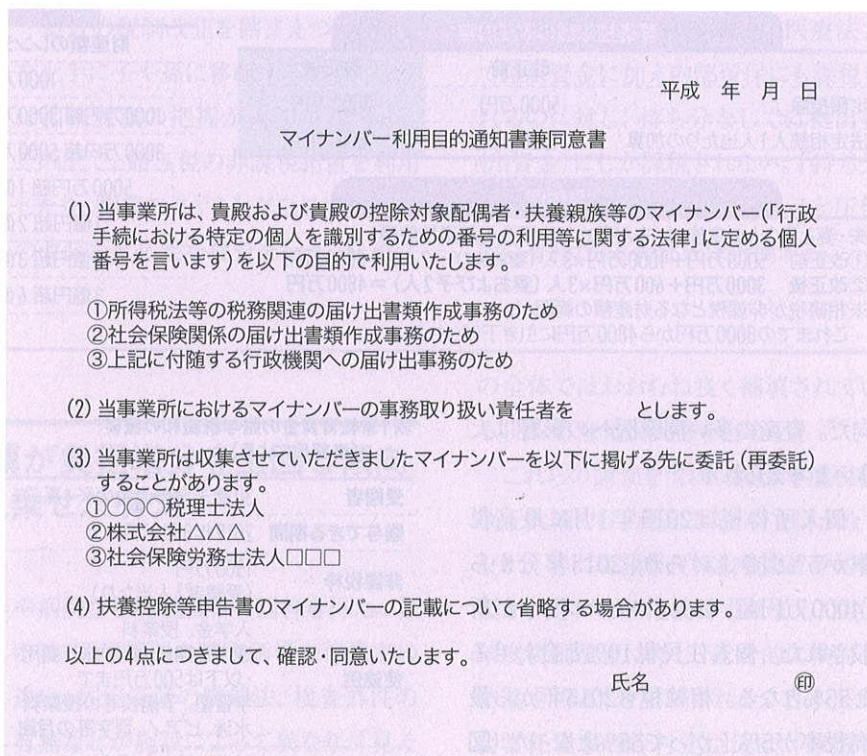 平成　年　月　日
マイナンバー利用目的通知書兼同意書
(1) 当事業所は、貴殿および貴殿の控除対象配偶者・扶養親族等のマイナンバー(「行政
手続における特定の個人を識別するための番号の利用等に関する法律」に定める個人
番号を言います)を以下の目的で利用いたします。
①所得税法等の税務関連の届け出書類作成事務のため
②社会保険関係の届け出書類作成事務のため
③上記に付随する行政機関への届け出事務のため
(2) 当事業所におけるマイナンバーの事務取り扱い責任者を　　　とします。
(3) 当事業所は収集させていただきましたマイナンバーを以下に掲げる先に委託(再委託)
することがあります。
①○○○税理士法人
②株式会社△△△
③社会保険労務士法人□□□
(4) 扶養控除等申告書のマイナンバーの記載について省略する場合があります。
以上の4点につきまして、確認・同意いたします。
氏名　　　　　　　㊞